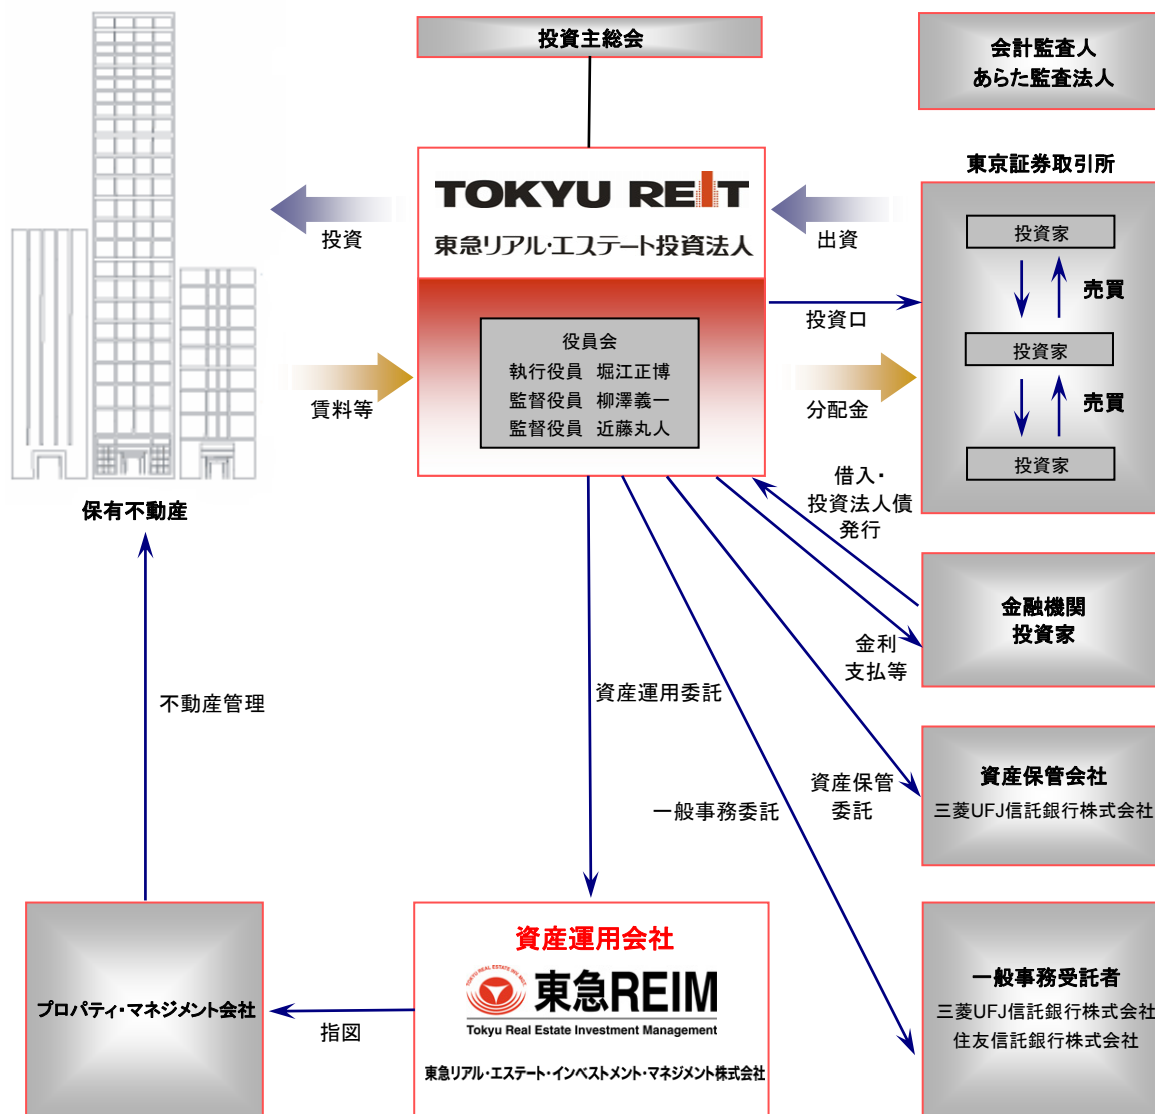 投資主総会
会計監査人
あらた監査法人
東京証券取引所
TOKYU REIT
東急リアル・エステート投資法人
投資
出資
投資家
売買
投資口
役員会
執行役員 堀江正博
監督役員 柳澤義一
監督役員 近藤丸人
投資家
賃料等
分配金
売買
投資家
保有不動産
借入・
投資法人債
発行
金融機関
投資家
金利
支払等
不動産管理
資産運用委託
資産保管
委託
一般事務委託
資産保管会社
三菱UFJ信託銀行株式会社
資産運用会社
TOKYU REAL ESTATE INV. MGT.
東急REIM
Tokyu Real Estate Investment Management
東急リアル・エステート・インベストメント・マネジメント株式会社
プロパティ・マネジメント会社
指図
一般事務受託者
三菱UFJ信託銀行株式会社
住友信託銀行株式会社